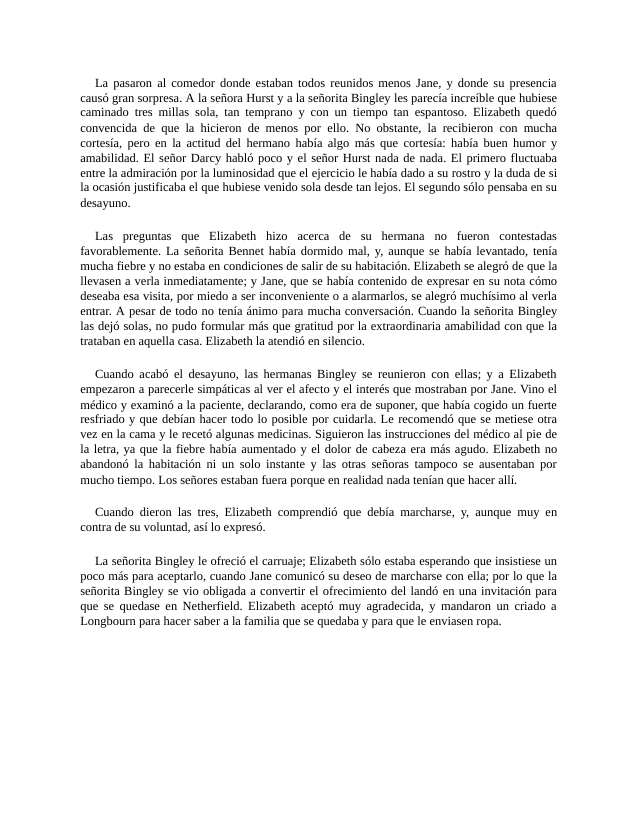 La pasaron al comedor donde estaban todos reunidos menos Jane, y donde su presencia
causó gran sorpresa. A la señora Hurst y a la señorita Bingley les parecía increíble que hubiese
caminado tres millas sola, tan temprano y con un tiempo tan espantoso. Elizabeth quedó
convencida de que la hicieron de menos por ello. No obstante, la recibieron con mucha
cortesía, pero en la actitud del hermano había algo más que cortesía: había buen humor y
amabilidad. El señor Darcy habló poco y el señor Hurst nada de nada. El primero fluctuaba
entre la admiración por la luminosidad que el ejercicio le había dado a su rostro y la duda de si
la ocasión justificaba el que hubiese venido sola desde tan lejos. El segundo sólo pensaba en su
desayuno.
Las preguntas que Elizabeth hizo acerca de su hermana no fueron contestadas
favorablemente. La señorita Bennet había dormido mal, y, aunque se había levantado, tenía
mucha fiebre y no estaba en condiciones de salir de su habitación. Elizabeth se alegró de que la
llevasen a verla inmediatamente; y Jane, que se había contenido de expresar en su nota cómo
deseaba esa visita, por miedo a ser inconveniente o a alarmarlos, se alegró muchísimo al verla
entrar. A pesar de todo no tenía ánimo para mucha conversación. Cuando la señorita Bingley
las dejó solas, no pudo formular más que gratitud por la extraordinaria amabilidad con que la
trataban en aquella casa. Elizabeth la atendió en silencio.
Cuando acabó el desayuno, las hermanas Bingley se reunieron con ellas; y a Elizabeth
empezaron a parecerle simpáticas al ver el afecto y el interés que mostraban por Jane. Vino el
médico y examinó a la paciente, declarando, como era de suponer, que había cogido un fuerte
resfriado y que debían hacer todo lo posible por cuidarla. Le recomendó que se metiese otra
vez en la cama y le recetó algunas medicinas. Siguieron las instrucciones del médico al pie de
la letra, ya que la fiebre había aumentado y el dolor de cabeza era más agudo. Elizabeth no
abandonó la habitación ni un solo instante y las otras señoras tampoco se ausentaban por
mucho tiempo. Los señores estaban fuera porque en realidad nada tenían que hacer allí.
Cuando dieron las tres, Elizabeth comprendió que debía marcharse, y, aunque muy en
contra de su voluntad, así lo expresó.
La señorita Bingley le ofreció el carruaje; Elizabeth sólo estaba esperando que insistiese un
poco más para aceptarlo, cuando Jane comunicó su deseo de marcharse con ella; por lo que la
señorita Bingley se vio obligada a convertir el ofrecimiento del landó en una invitación para
que se quedase en Netherfield. Elizabeth aceptó muy agradecida, y mandaron un criado a
Longbourn para hacer saber a la familia que se quedaba y para que le enviasen ropa.